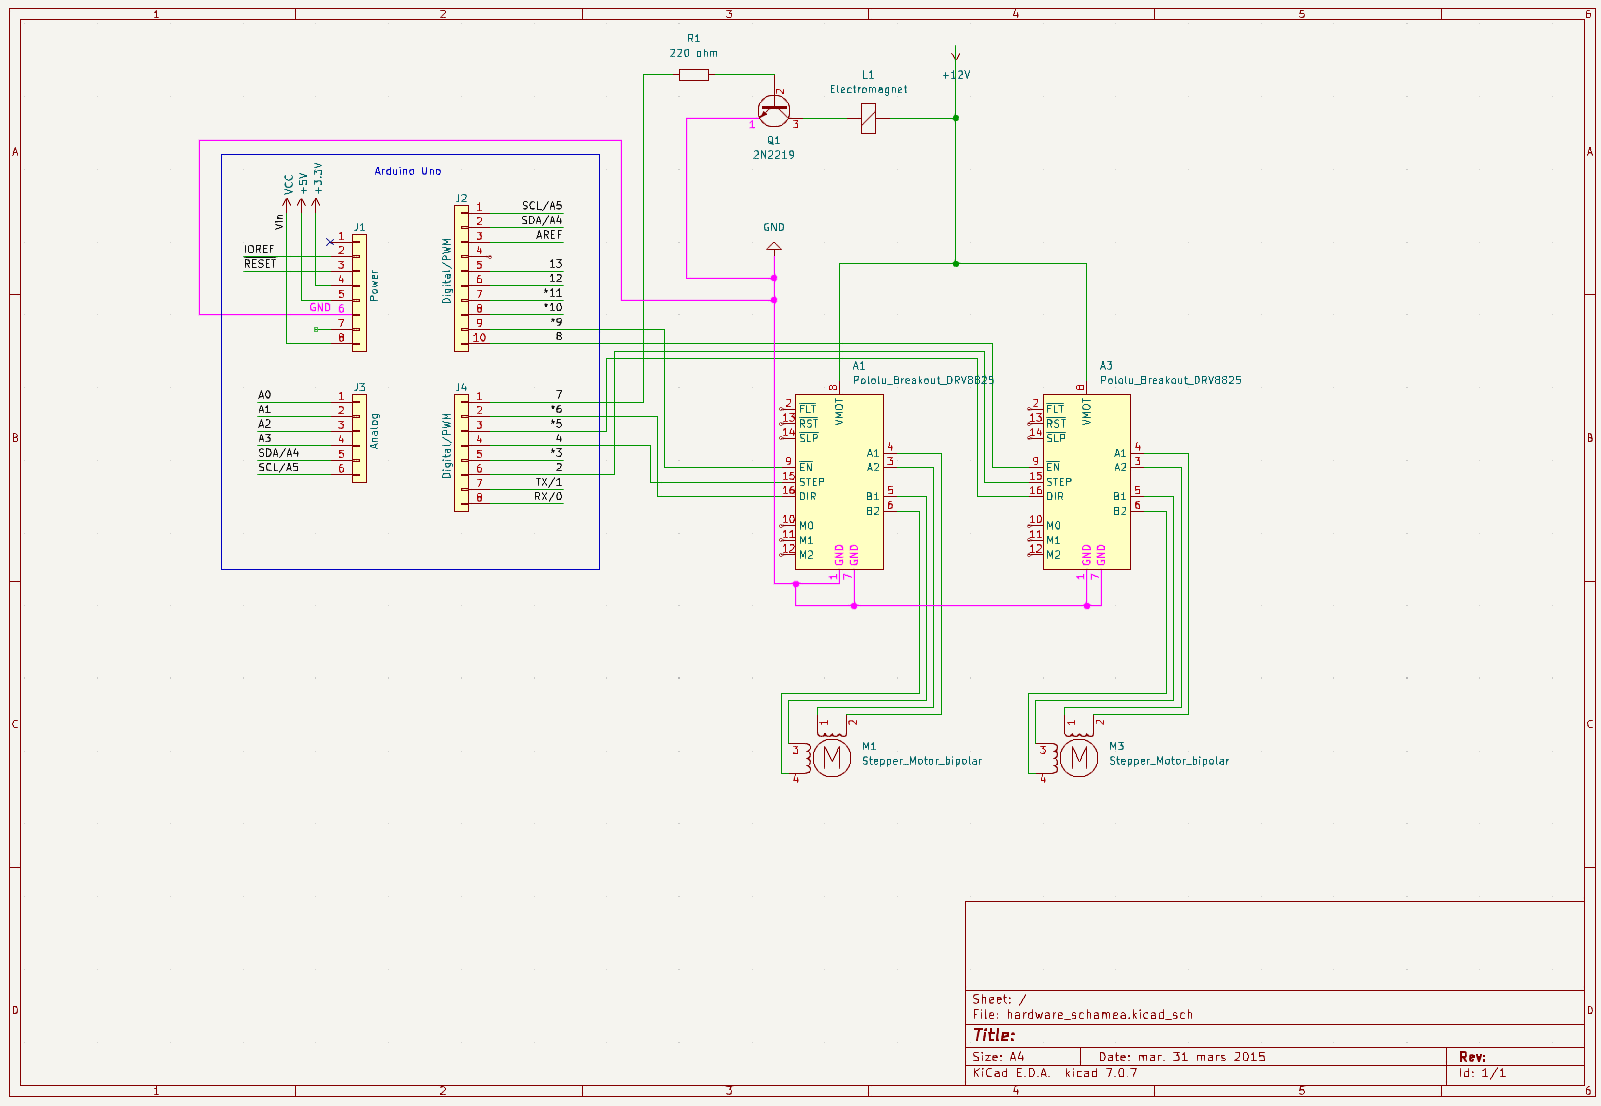 1 2 3 4 5 6
A
B
C
D
R1
220 ohm
2
1
3
Q1
2N2219
L1
Electromagnet
+12V
GND
Arduino Uno
VCC
+5V
+3.3V
Vin
J1
Power
1
IOREF 2
RESET 3
4
5
GND 6
7
8
J2
Digital/PWM
1 SCL/A5
2 SDA/A4
3 AREF
4
5 13
6 12
7 *11
8 *10
9 *9
10 8
J3
Analog
A0 1
A1 2
A2 3
A3 4
SDA/A4 5
SCL/A5 6
J4
Digital/PWM
1 7
2 *6
3 *5
4 4
5 *3
6 2
7 TX/1
8 RX/0
A1
Pololu_Breakout_DRV8825
8
VMOT
2 FLT
13 RST
14 SLP
9 EN
15 STEP
16 DIR
10 M0
11 M1
12 M2
A1 4
A2 3
B1 5
B2 6
GND GND
1 7
A3
Pololu_Breakout_DRV8825
8
VMOT
2 FLT
13 RST
14 SLP
9 EN
15 STEP
16 DIR
10 M0
11 M1
12 M2
A1 4
A2 3
B1 5
B2 6
GND GND
1 7
1 2
3
4
M
M1
Stepper_Motor_bipolar
1 2
3
4
M
M3
Stepper_Motor_bipolar
Sheet: /
File: hardware_schamea.kicad_sch
Title:
Size: A4 Date: mar. 31 mars 2015 Rev:
KiCad E.D.A. kicad 7.0.7 Id: 1/1
A
B
C
D
1 2 3 4 5 6